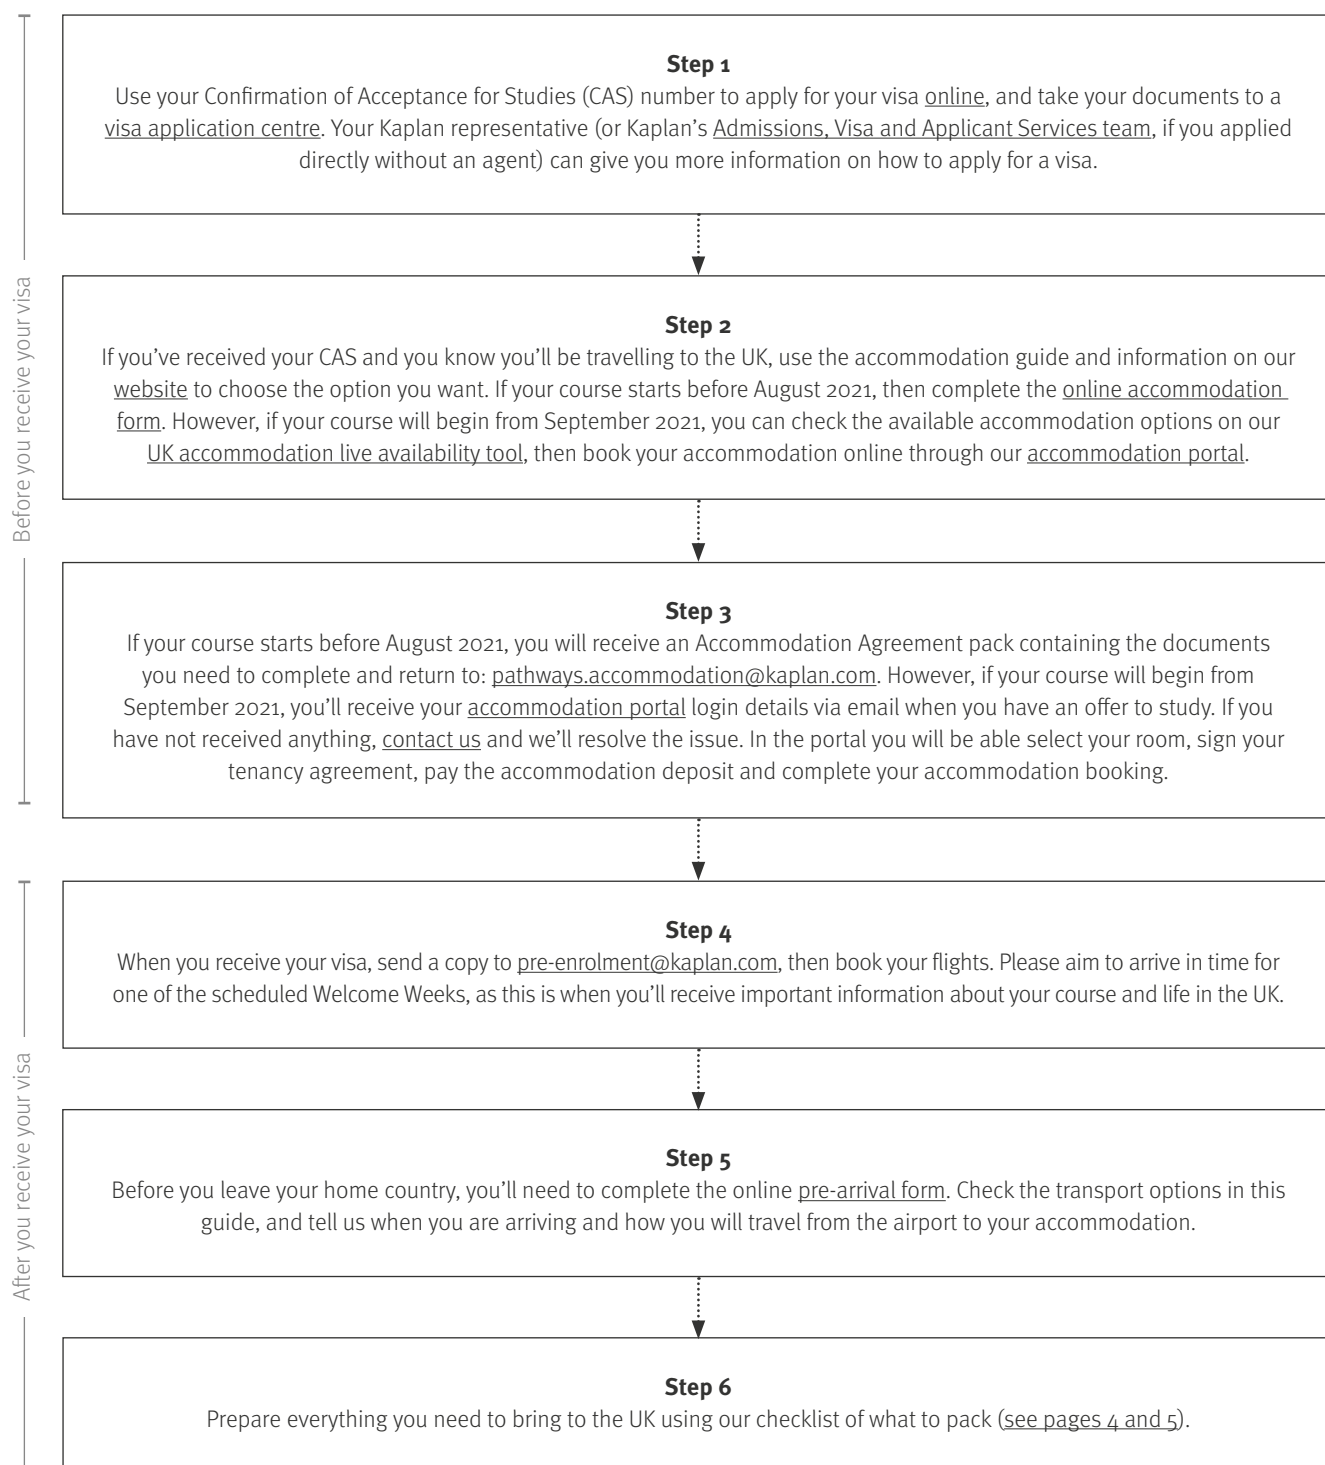 Before you receive your visa
Step 1
Use your Confirmation of Acceptance for Studies (CAS) number to apply for your visa online, and take your documents to a
visa application centre. Your Kaplan representative (or Kaplan’s Admissions, Visa and Applicant Services team, if you applied
directly without an agent) can give you more information on how to apply for a visa.
Step 2
If you’ve received your CAS and you know you’ll be travelling to the UK, use the accommodation guide and information on our
website to choose the option you want. If your course starts before August 2021, then complete the online accommodation
form. However, if your course will begin from September 2021, you can check the available accommodation options on our
UK accommodation live availability tool, then book your accommodation online through our accommodation portal.
Step 3
If your course starts before August 2021, you will receive an Accommodation Agreement pack containing the documents
you need to complete and return to: pathways.accommodation@kaplan.com. However, if your course will begin from
September 2021, you’ll receive your accommodation portal login details via email when you have an offer to study. If you
have not received anything, contact us and we’ll resolve the issue. In the portal you will be able select your room, sign your
tenancy agreement, pay the accommodation deposit and complete your accommodation booking.
After you receive your visa
Step 4
When you receive your visa, send a copy to pre-enrolment@kaplan.com, then book your flights. Please aim to arrive in time for
one of the scheduled Welcome Weeks, as this is when you’ll receive important information about your course and life in the UK.
Step 5
Before you leave your home country, you’ll need to complete the online pre-arrival form. Check the transport options in this
guide, and tell us when you are arriving and how you will travel from the airport to your accommodation.
Step 6
Prepare everything you need to bring to the UK using our checklist of what to pack (see pages 4 and 5).